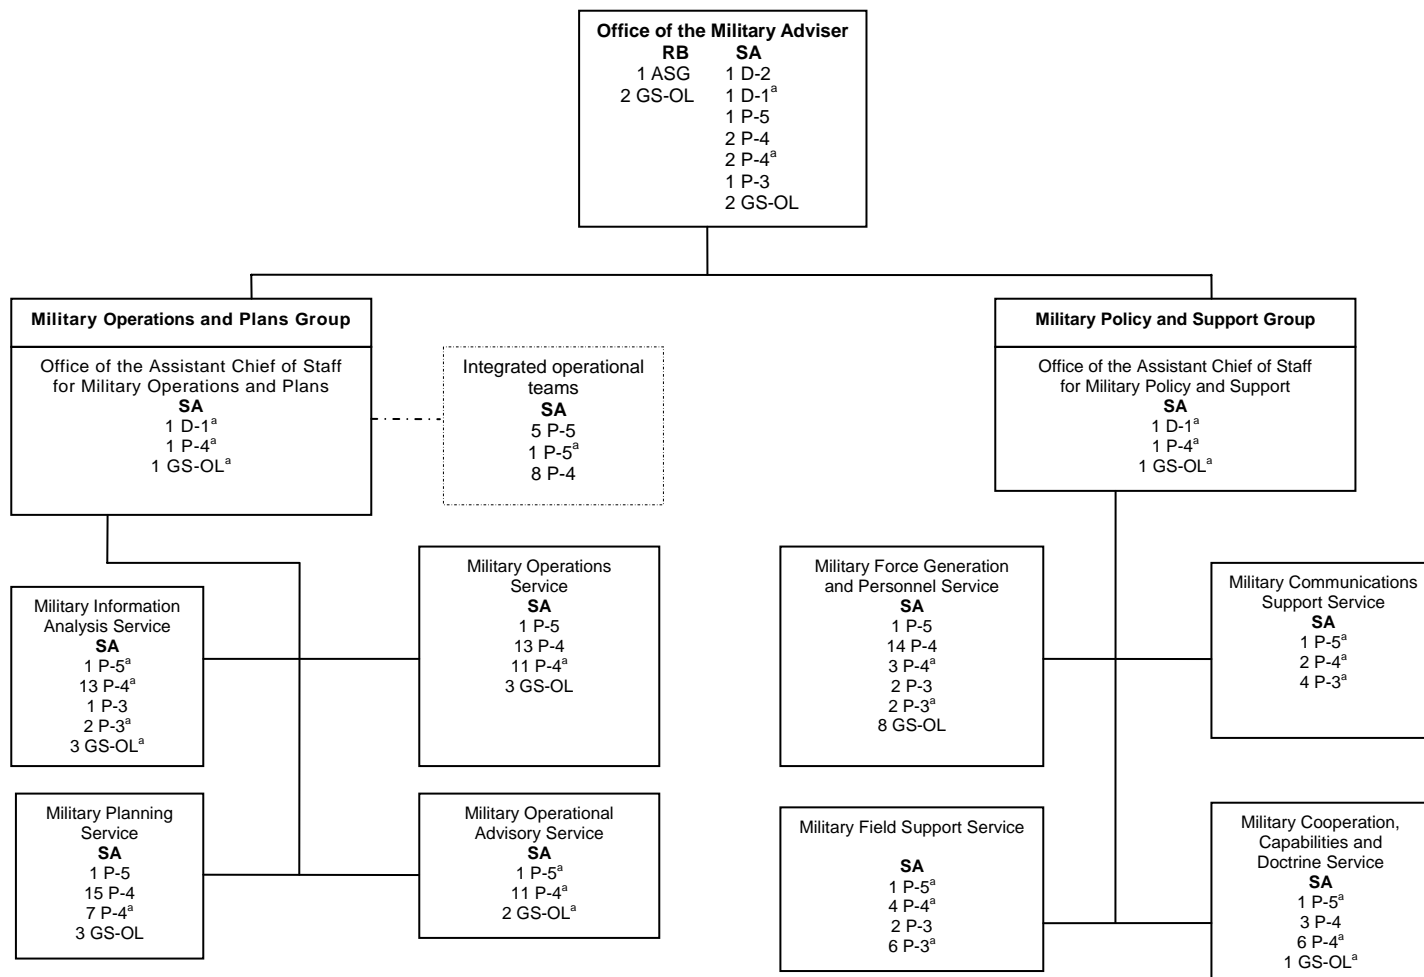 Office of the Military Adviser
RB SA
1 ASG 1 D-2
2 GS-OL 1 D-1ᵃ
1 P-5
2 P-4
2 P-4ᵃ
1 P-3
2 GS-OL
Military Operations and Plans Group
Office of the Assistant Chief of Staff
for Military Operations and Plans
SA
1 D-1ᵃ
1 P-4ᵃ
1 GS-OLᵃ
Integrated operational
teams
SA
5 P-5
1 P-5ᵃ
8 P-4
Military Policy and Support Group
Office of the Assistant Chief of Staff
for Military Policy and Support
SA
1 D-1ᵃ
1 P-4ᵃ
1 GS-OLᵃ
Military Information
Analysis Service
SA
1 P-5ᵃ
13 P-4ᵃ
1 P-3
2 P-3ᵃ
3 GS-OLᵃ
Military Operations
Service
SA
1 P-5
13 P-4
11 P-4ᵃ
3 GS-OL
Military Force Generation
and Personnel Service
SA
1 P-5
14 P-4
3 P-4ᵃ
2 P-3
2 P-3ᵃ
8 GS-OL
Military Communications
Support Service
SA
1 P-5ᵃ
2 P-4ᵃ
4 P-3ᵃ
Military Planning
Service
SA
1 P-5
15 P-4
7 P-4ᵃ
3 GS-OL
Military Operational
Advisory Service
SA
1 P-5ᵃ
11 P-4ᵃ
2 GS-OLᵃ
Military Field Support Service
SA
1 P-5ᵃ
4 P-4ᵃ
2 P-3
6 P-3ᵃ
Military Cooperation,
Capabilities and
Doctrine Service
SA
1 P-5ᵃ
3 P-4
6 P-4ᵃ
1 GS-OLᵃ